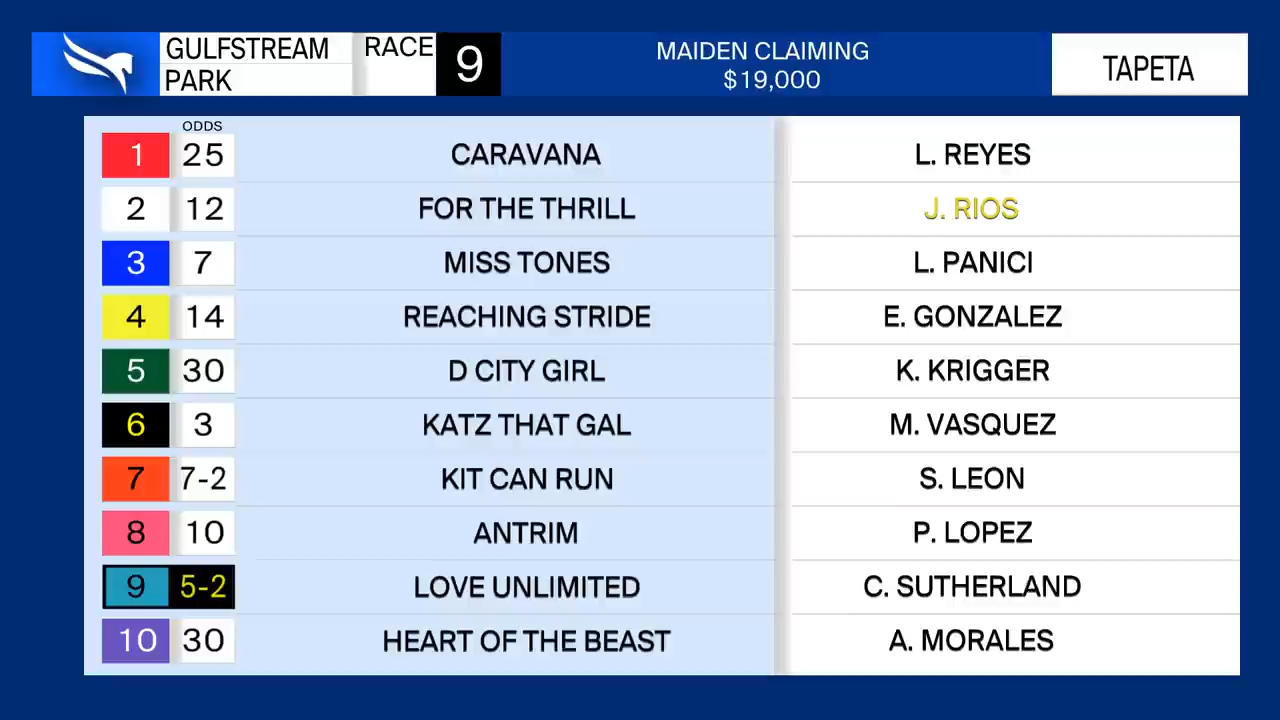 GULFSTREAM PARK
RACE 9
MAIDEN CLAIMING
$19,000
TAPETA
ODDS
1 25 CARAVANA L. REYES
2 12 FOR THE THRILL J. RIOS
3 7 MISS TONES L. PANICI
4 14 REACHING STRIDE E. GONZALEZ
5 30 D CITY GIRL K. KRIGGER
6 3 KATZ THAT GAL M. VASQUEZ
7 7-2 KIT CAN RUN S. LEON
8 10 ANTRIM P. LOPEZ
9 5-2 LOVE UNLIMITED C. SUTHERLAND
10 30 HEART OF THE BEAST A. MORALES